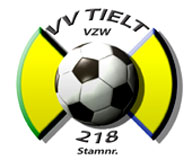 VV TIELT
VZW
218
Stamnr.